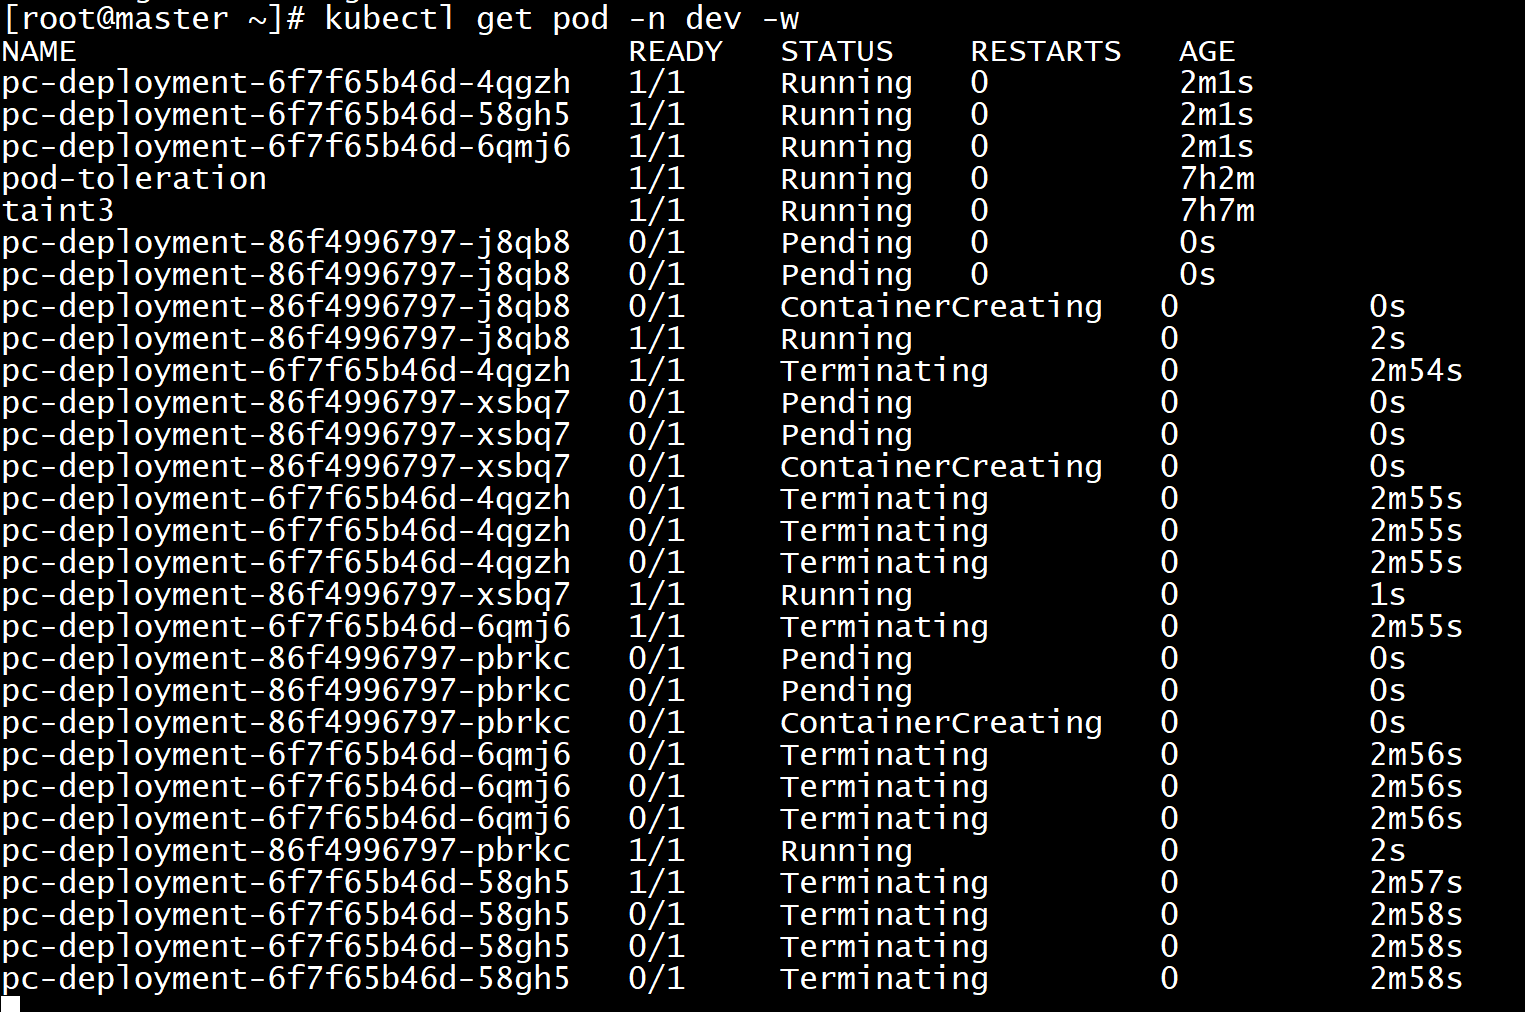 [root@master ~]# kubectl get pod -n dev -w
NAME READY STATUS RESTARTS AGE
pc-deployment-6f7f65b46d-4qgzh 1/1 Running 0 2m1s
pc-deployment-6f7f65b46d-58gh5 1/1 Running 0 2m1s
pc-deployment-6f7f65b46d-6qmj6 1/1 Running 0 2m1s
pod-toleration 1/1 Running 0 7h2m
taint3 1/1 Running 0 7h7m
pc-deployment-86f4996797-j8qb8 0/1 Pending 0 0s
pc-deployment-86f4996797-j8qb8 0/1 Pending 0 0s
pc-deployment-86f4996797-j8qb8 0/1 ContainerCreating 0 0s
pc-deployment-86f4996797-j8qb8 1/1 Running 0 2s
pc-deployment-6f7f65b46d-4qgzh 1/1 Terminating 0 2m54s
pc-deployment-86f4996797-xsbq7 0/1 Pending 0 0s
pc-deployment-86f4996797-xsbq7 0/1 Pending 0 0s
pc-deployment-86f4996797-xsbq7 0/1 ContainerCreating 0 0s
pc-deployment-6f7f65b46d-4qgzh 0/1 Terminating 0 2m55s
pc-deployment-6f7f65b46d-4qgzh 0/1 Terminating 0 2m55s
pc-deployment-6f7f65b46d-4qgzh 0/1 Terminating 0 2m55s
pc-deployment-86f4996797-xsbq7 1/1 Running 0 1s
pc-deployment-6f7f65b46d-6qmj6 1/1 Terminating 0 2m55s
pc-deployment-86f4996797-pbrkc 0/1 Pending 0 0s
pc-deployment-86f4996797-pbrkc 0/1 Pending 0 0s
pc-deployment-86f4996797-pbrkc 0/1 ContainerCreating 0 0s
pc-deployment-6f7f65b46d-6qmj6 0/1 Terminating 0 2m56s
pc-deployment-6f7f65b46d-6qmj6 0/1 Terminating 0 2m56s
pc-deployment-6f7f65b46d-6qmj6 0/1 Terminating 0 2m56s
pc-deployment-86f4996797-pbrkc 1/1 Running 0 2s
pc-deployment-6f7f65b46d-58gh5 1/1 Terminating 0 2m57s
pc-deployment-6f7f65b46d-58gh5 0/1 Terminating 0 2m58s
pc-deployment-6f7f65b46d-58gh5 0/1 Terminating 0 2m58s
pc-deployment-6f7f65b46d-58gh5 0/1 Terminating 0 2m58s